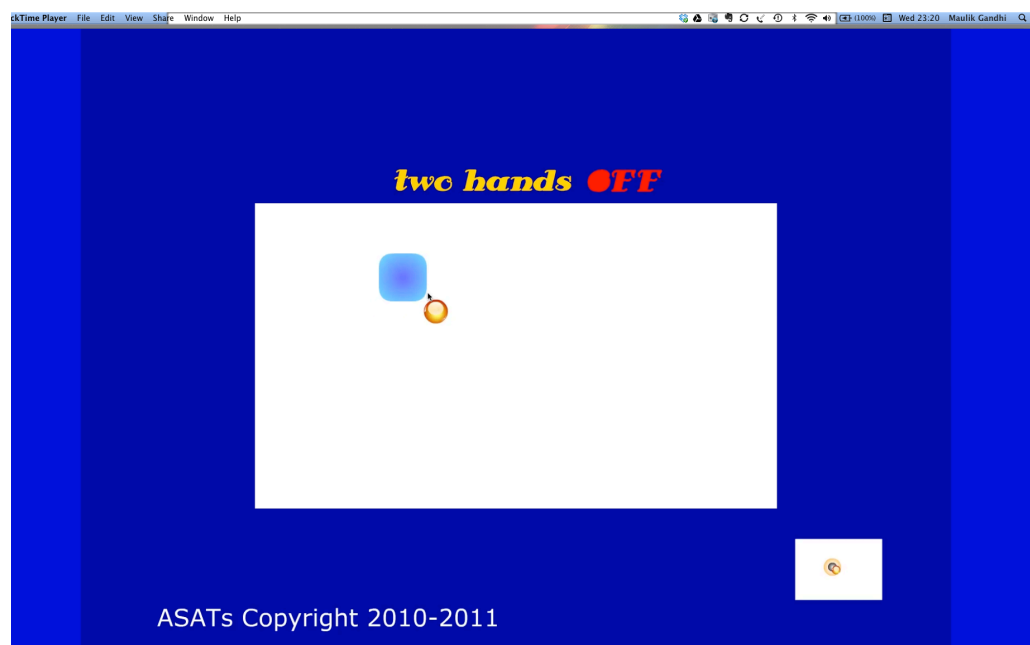 ckTime Player File Edit View Share Window Help (100%) Wed 23:20 Maulik Gandhi
two hands OFF
ASATs Copyright 2010-2011